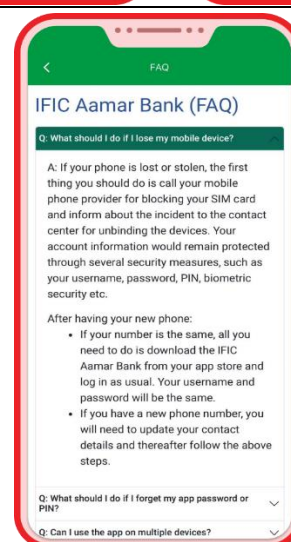 FAQ
IFIC Aamar Bank (FAQ)
Q: What should I do if I lose my mobile device?
A: If your phone is lost or stolen, the first
thing you should do is call your mobile
phone provider for blocking your SIM card
and inform about the incident to the contact
center for unbinding the devices. Your
account information would remain protected
through several security measures, such as
your username, password, PIN, biometric
security etc.
After having your new phone:
• If your number is the same, all you
need to do is download the IFIC
Aamar Bank from your app store and
log in as usual. Your username and
password will be the same.
• If you have a new phone number, you
will need to update your contact
details and thereafter follow the above
steps.
Q: What should I do if I forget my app password or
PIN?
Q: Can I use the app on multiple devices?